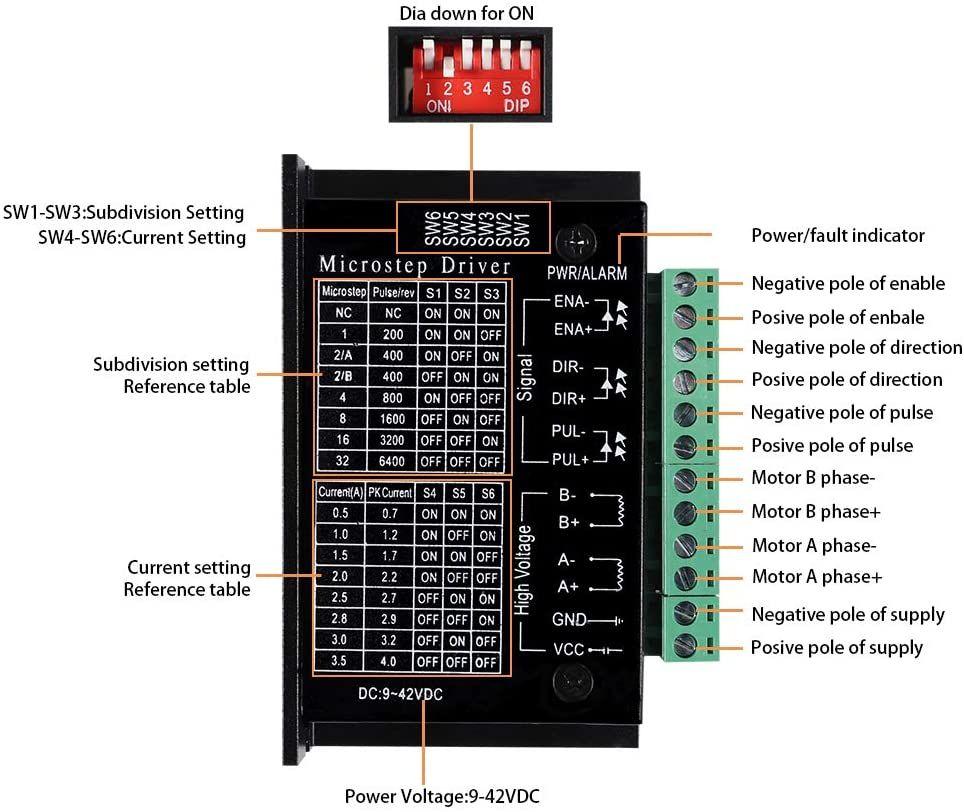 Dia down for ON
1 2 3 4 5 6
ON↓ DIP
SW1-SW3:Subdivision Setting
SW4-SW6:Current Setting
SW6
SW5
SW4
SW3
SW2
SW1
Microstep Driver
PWR/ALARM
Power/fault indicator
Subdivision setting
Reference table
Microstep Pulse/rev S1 S2 S3
NC NC ON ON ON
1 200 ON ON OFF
2/A 400 ON OFF ON
2/B 400 OFF ON ON
4 800 ON OFF OFF
8 1600 OFF ON OFF
16 3200 OFF OFF ON
32 6400 OFF OFF OFF
Current setting
Reference table
Current(A) PK Current S4 S5 S6
0.5 0.7 ON ON ON
1.0 1.2 ON OFF ON
1.5 1.7 ON ON OFF
2.0 2.2 ON OFF OFF
2.5 2.7 OFF ON ON
2.8 2.9 OFF OFF ON
3.0 3.2 OFF ON OFF
3.5 4.0 OFF OFF OFF
DC:9~42VDC
Power Voltage:9-42VDC
Signal
ENA-
ENA+
DIR-
DIR+
PUL-
PUL+
High Voltage
B-
B+
A-
A+
GND
VCC
Negative pole of enable
Posive pole of enbale
Negative pole of direction
Posive pole of direction
Negative pole of pulse
Posive pole of pulse
Motor B phase-
Motor B phase+
Motor A phase-
Motor A phase+
Negative pole of supply
Posive pole of supply